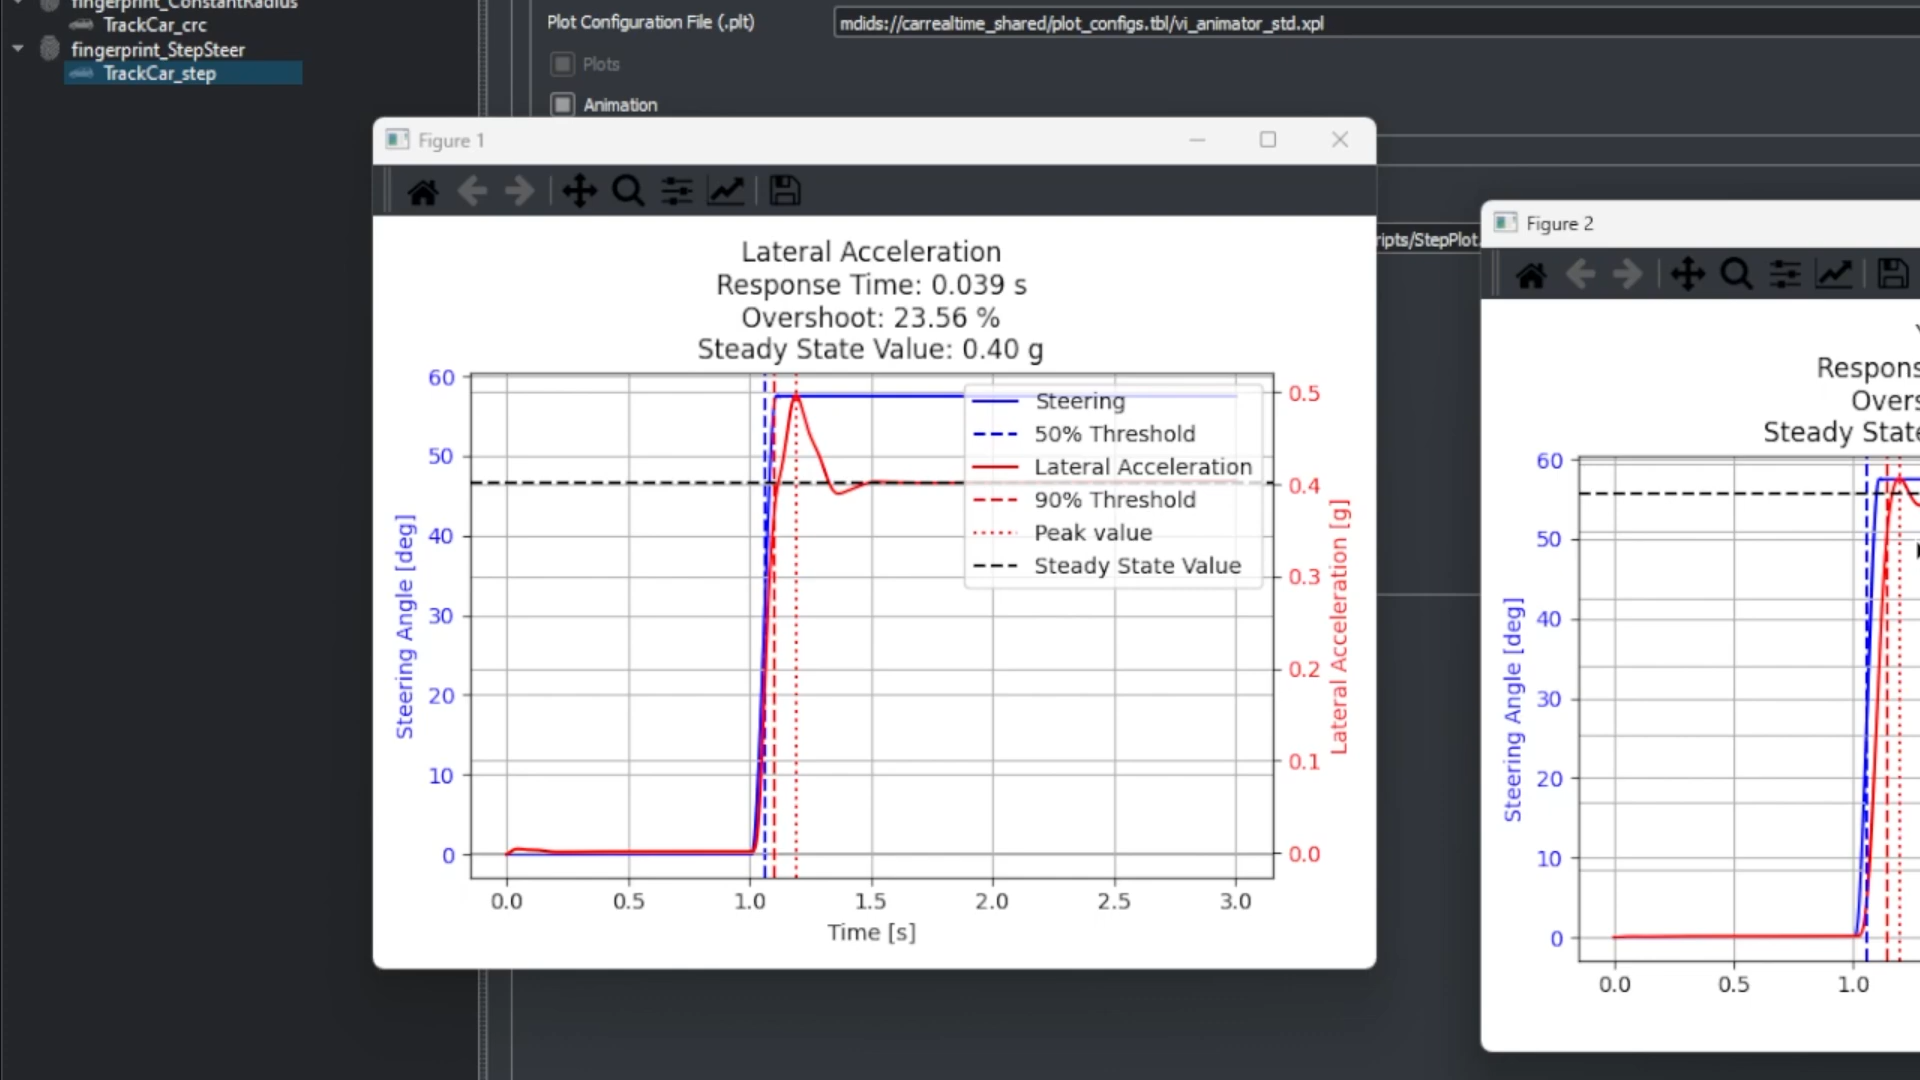 fingerprint_ConstantRadius
TrackCar_crc
fingerprint_StepSteer
TrackCar_step
Plot Configuration File (.plt)
mdids://carrealtime_shared/plot_configs.tbl/vi_animator_std.xpl
Plots
Animation
Figure 1
Lateral Acceleration
Response Time: 0.039 s
Overshoot: 23.56 %
Steady State Value: 0.40 g
Steering
50% Threshold
Lateral Acceleration
90% Threshold
Peak value
Steady State Value
60
50
40
30
20
10
0
Steering Angle [deg]
0.5
0.4
0.3
0.2
0.1
0.0
Lateral Acceleration [g]
0.0 0.5 1.0 1.5 2.0 2.5 3.0
Time [s]
ripts/StepPlot.
Figure 2
Respons
Overs
Steady State
60
50
40
30
20
10
0
Steering Angle [deg]
0.0 0.5 1.0